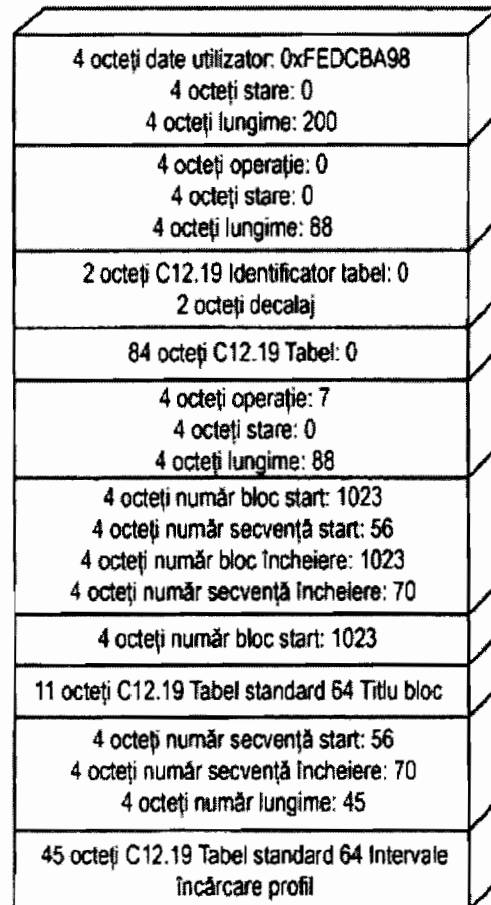 4 octeți date utilizator: 0xFEDCBA98
4 octeți stare: 0
4 octeți lungime: 200
4 octeți operație: 0
4 octeți stare: 0
4 octeți lungime: 88
2 octeți C12.19 Identificator tabel: 0
2 octeți decalaj
84 octeți C12.19 Tabel: 0
4 octeți operație: 7
4 octeți stare: 0
4 octeți lungime: 88
4 octeți număr bloc start: 1023
4 octeți număr secvență start: 56
4 octeți număr bloc încheiere: 1023
4 octeți număr secvență încheiere: 70
4 octeți număr bloc start: 1023
11 octeți C12.19 Tabel standard 64 Titlu bloc
4 octeți număr secvență start: 56
4 octeți număr secvență încheiere: 70
4 octeți număr lungime: 45
45 octeți C12.19 Tabel standard 64 Intervale
încărcare profil